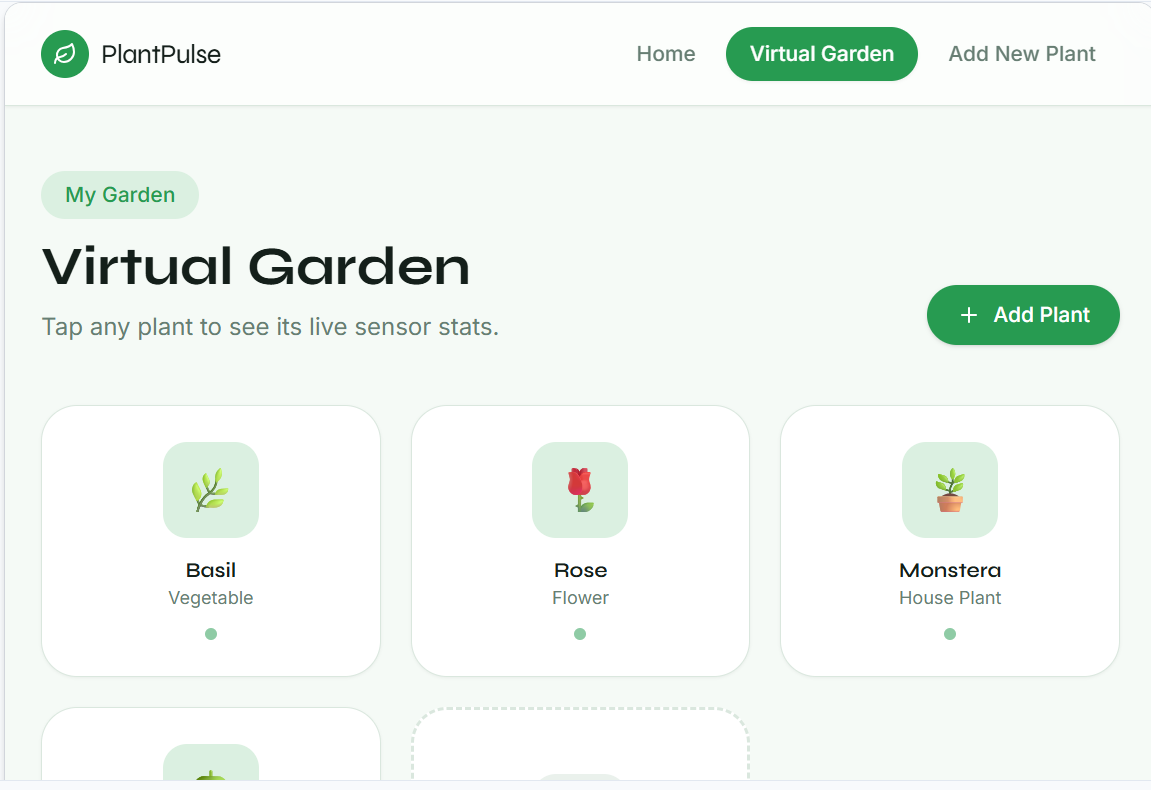 PlantPulse
Home
Virtual Garden
Add New Plant
My Garden
Virtual Garden
Tap any plant to see its live sensor stats.
+ Add Plant
Basil
Vegetable
Rose
Flower
Monstera
House Plant